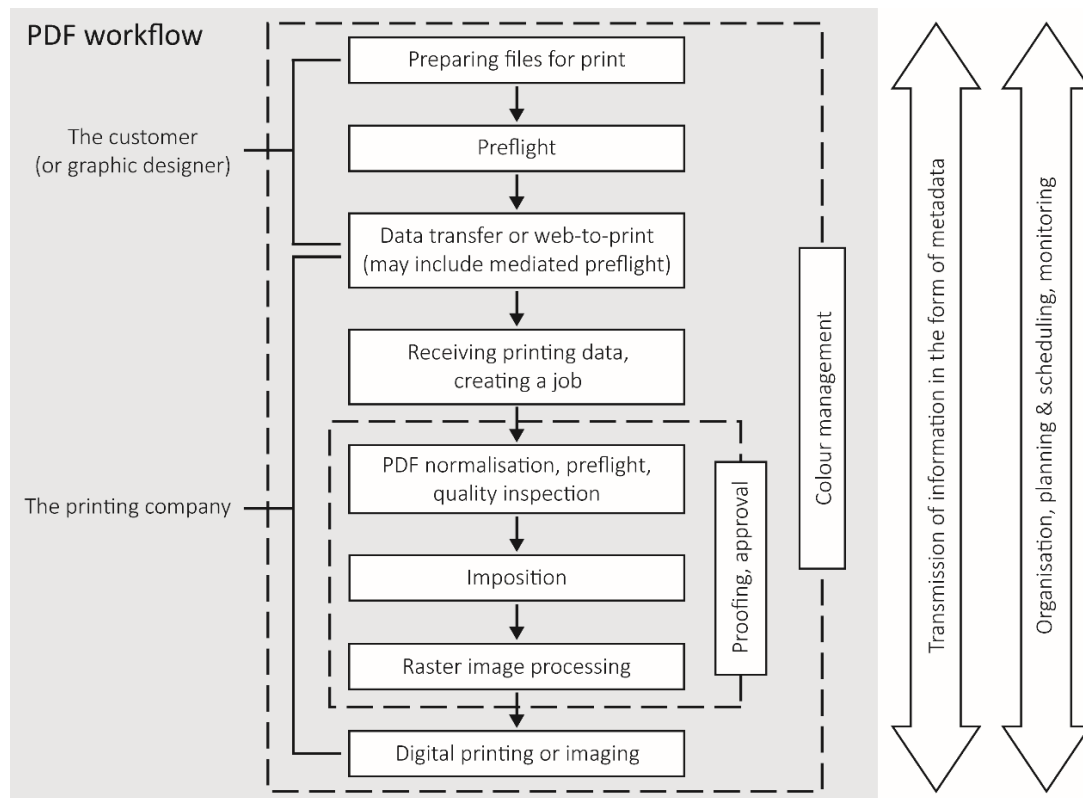 PDF workflow
Preparing files for print
The customer
(or graphic designer)
Preflight
Data transfer or web-to-print
(may include mediated preflight)
Receiving printing data,
creating a job
The printing company
PDF normalisation, preflight,
quality inspection
Imposition
Raster image processing
Digital printing or imaging
Proofing, approval
Colour management
Transmission of information in the form of metadata
Organisation, planning & scheduling, monitoring